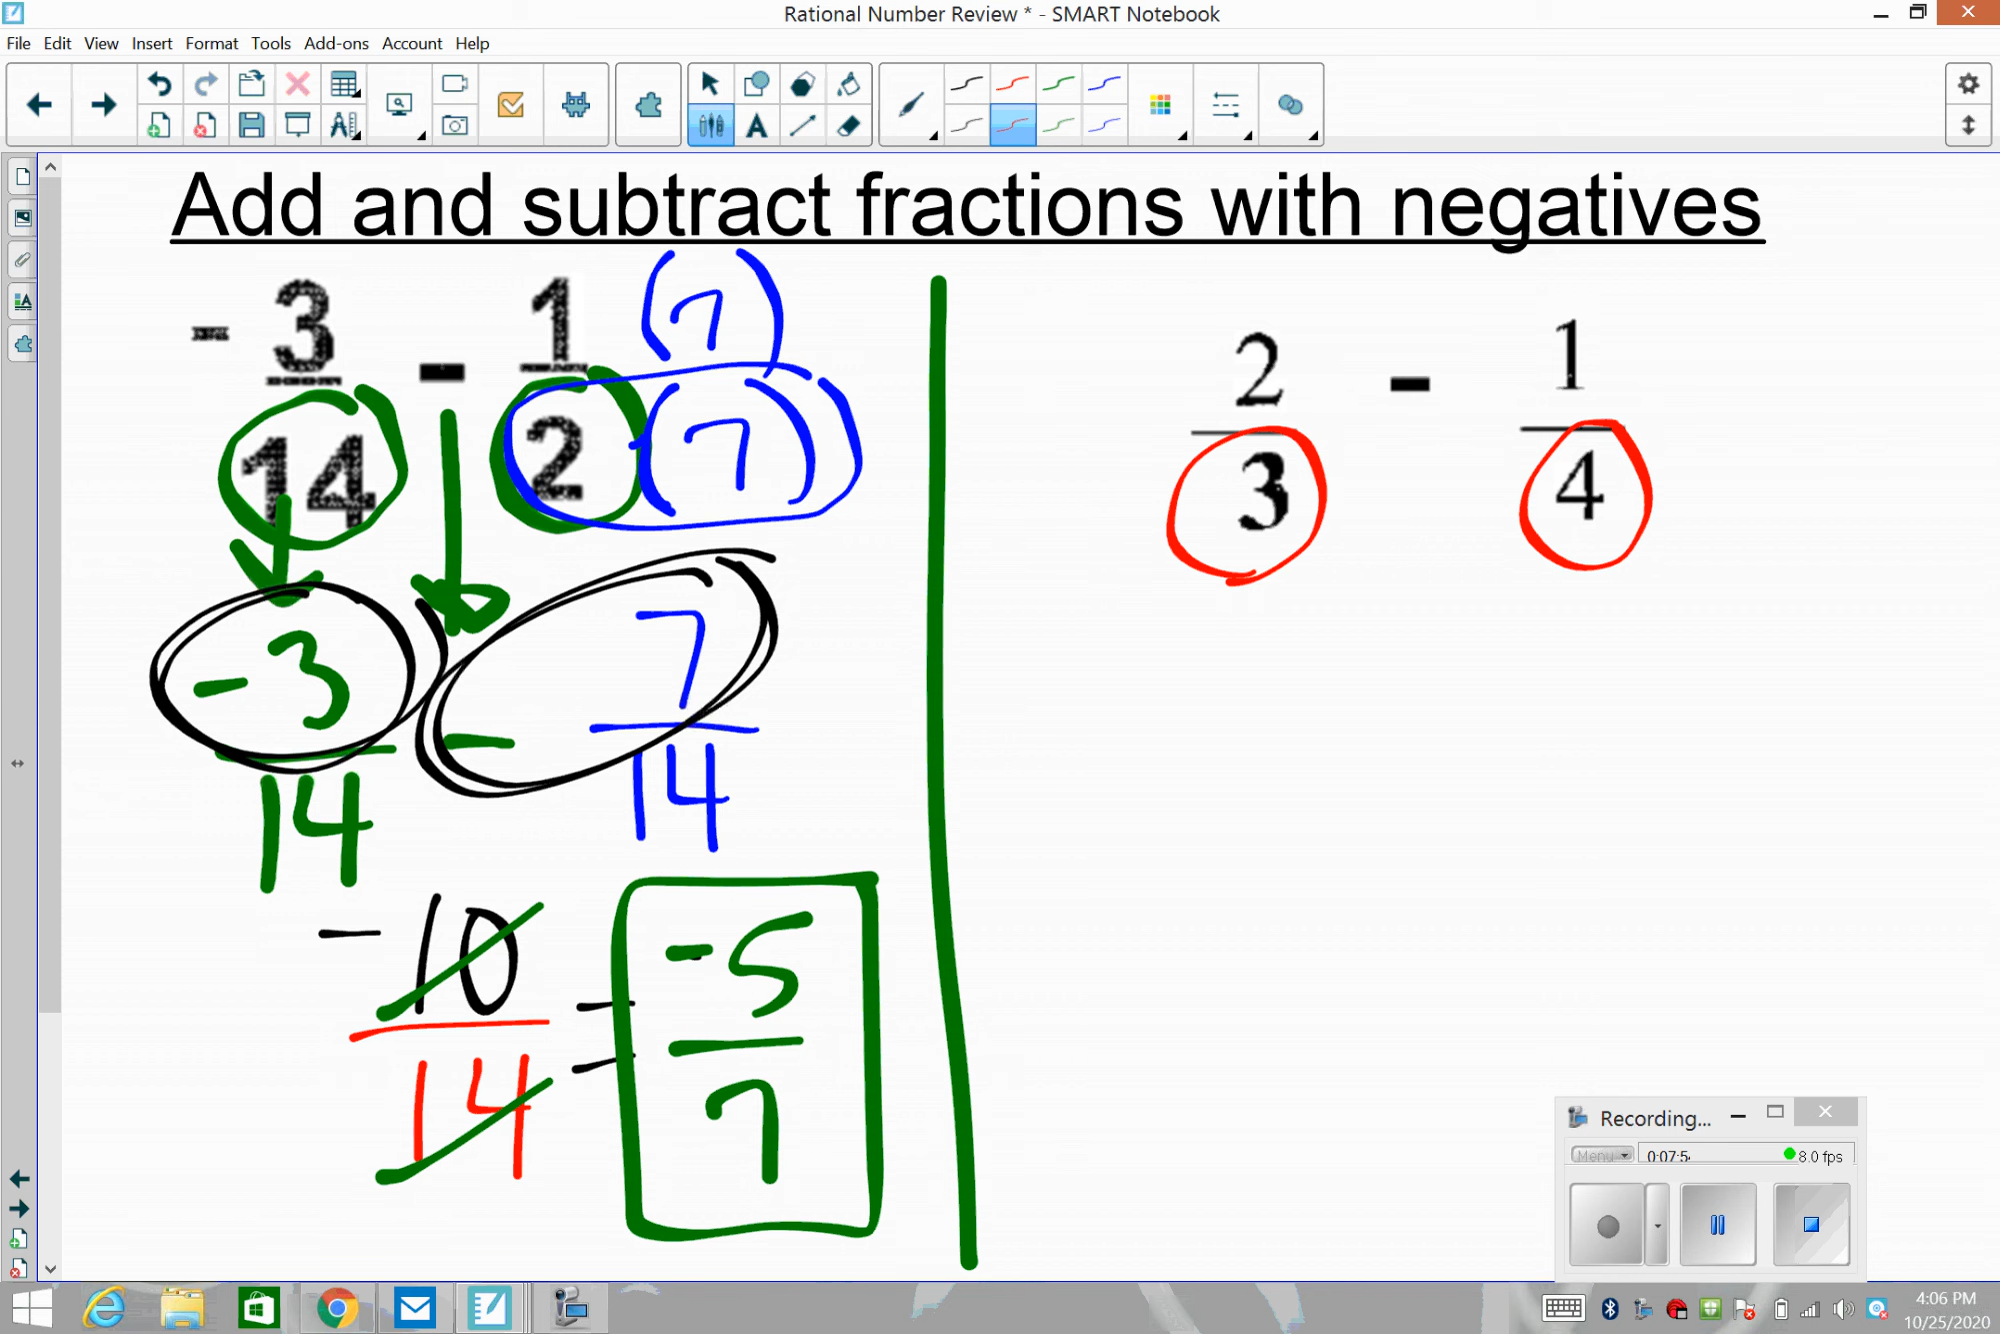 Rational Number Review * - SMART Notebook
File Edit View Insert Format Tools Add-ons Account Help
Add and subtract fractions with negatives
- 3 - 1 (7)
14 2 (7)
- 3 - 7
14 14
- 10 = - 5
14 7
2 - 1
3 4
Recording...
Menu 0:07:5 8.0 fps
4:06 PM
10/25/2020